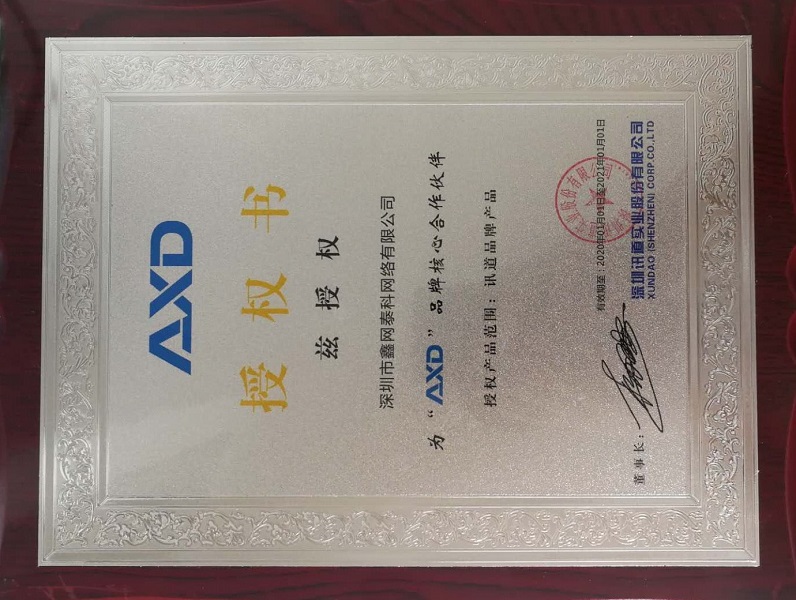 AXD
授权书
兹授权
深圳市鑫网泰科网络有限公司
为“AXD”品牌核心合作伙伴
授权产品范围：讯道品牌产品
有效期至：2020年01月01日至2021年01月01日
深圳讯道实业股份有限公司
XUNDAO (SHENZHEN) CORP.CO.,LTD
董事长：